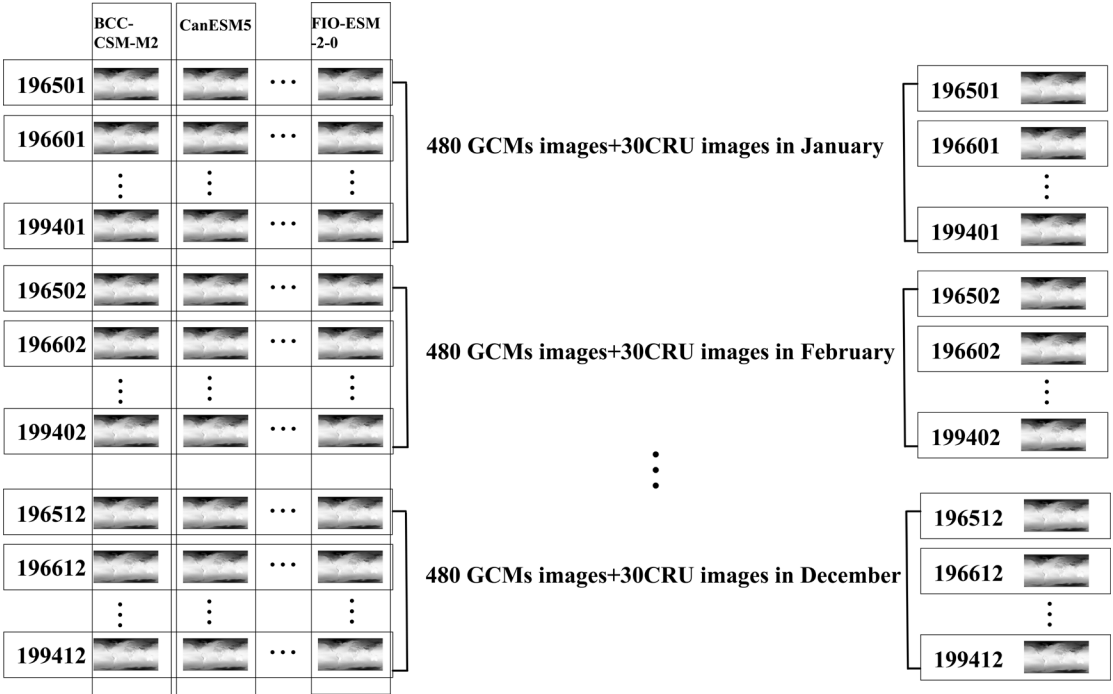 BCC-
CSM-M2
CanESM5
FIO-ESM
-2-0
196501
196601
199401
480 GCMs images+30CRU images in January
196501
196601
199401
196502
196602
199402
480 GCMs images+30CRU images in February
196502
196602
199402
196512
196612
199412
480 GCMs images+30CRU images in December
196512
196612
199412